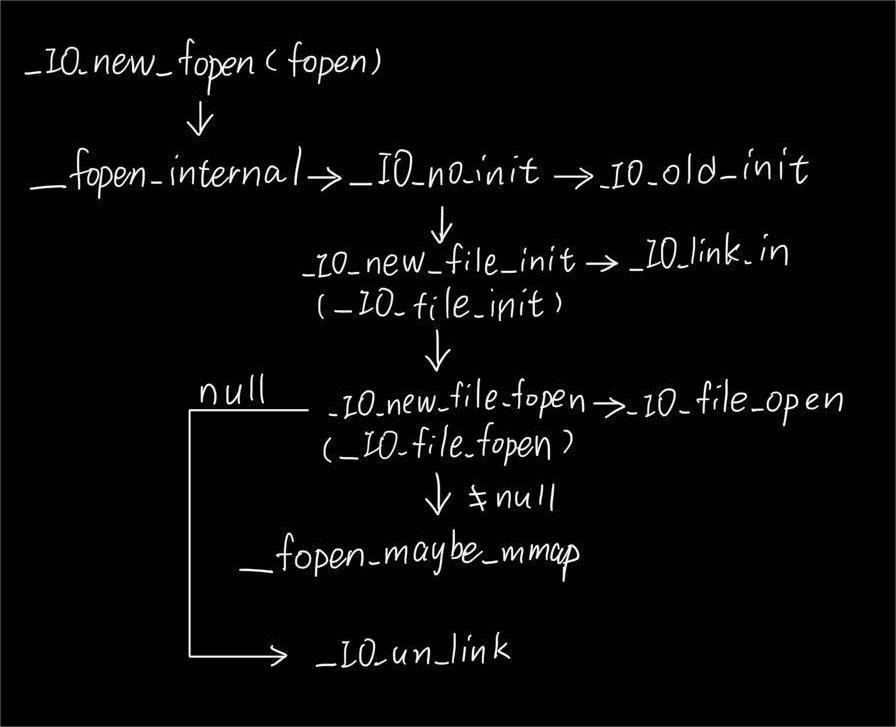 _IO_new_fopen (fopen)
__fopen_internal → _IO_no_init → _IO_old_init
_IO_new_file_init → _IO_link_in
(_IO_file_init)
null
_IO_new_file_fopen → _IO_file_open
(_IO_file_fopen)
≠null
__fopen_maybe_mmap
_IO_un_link